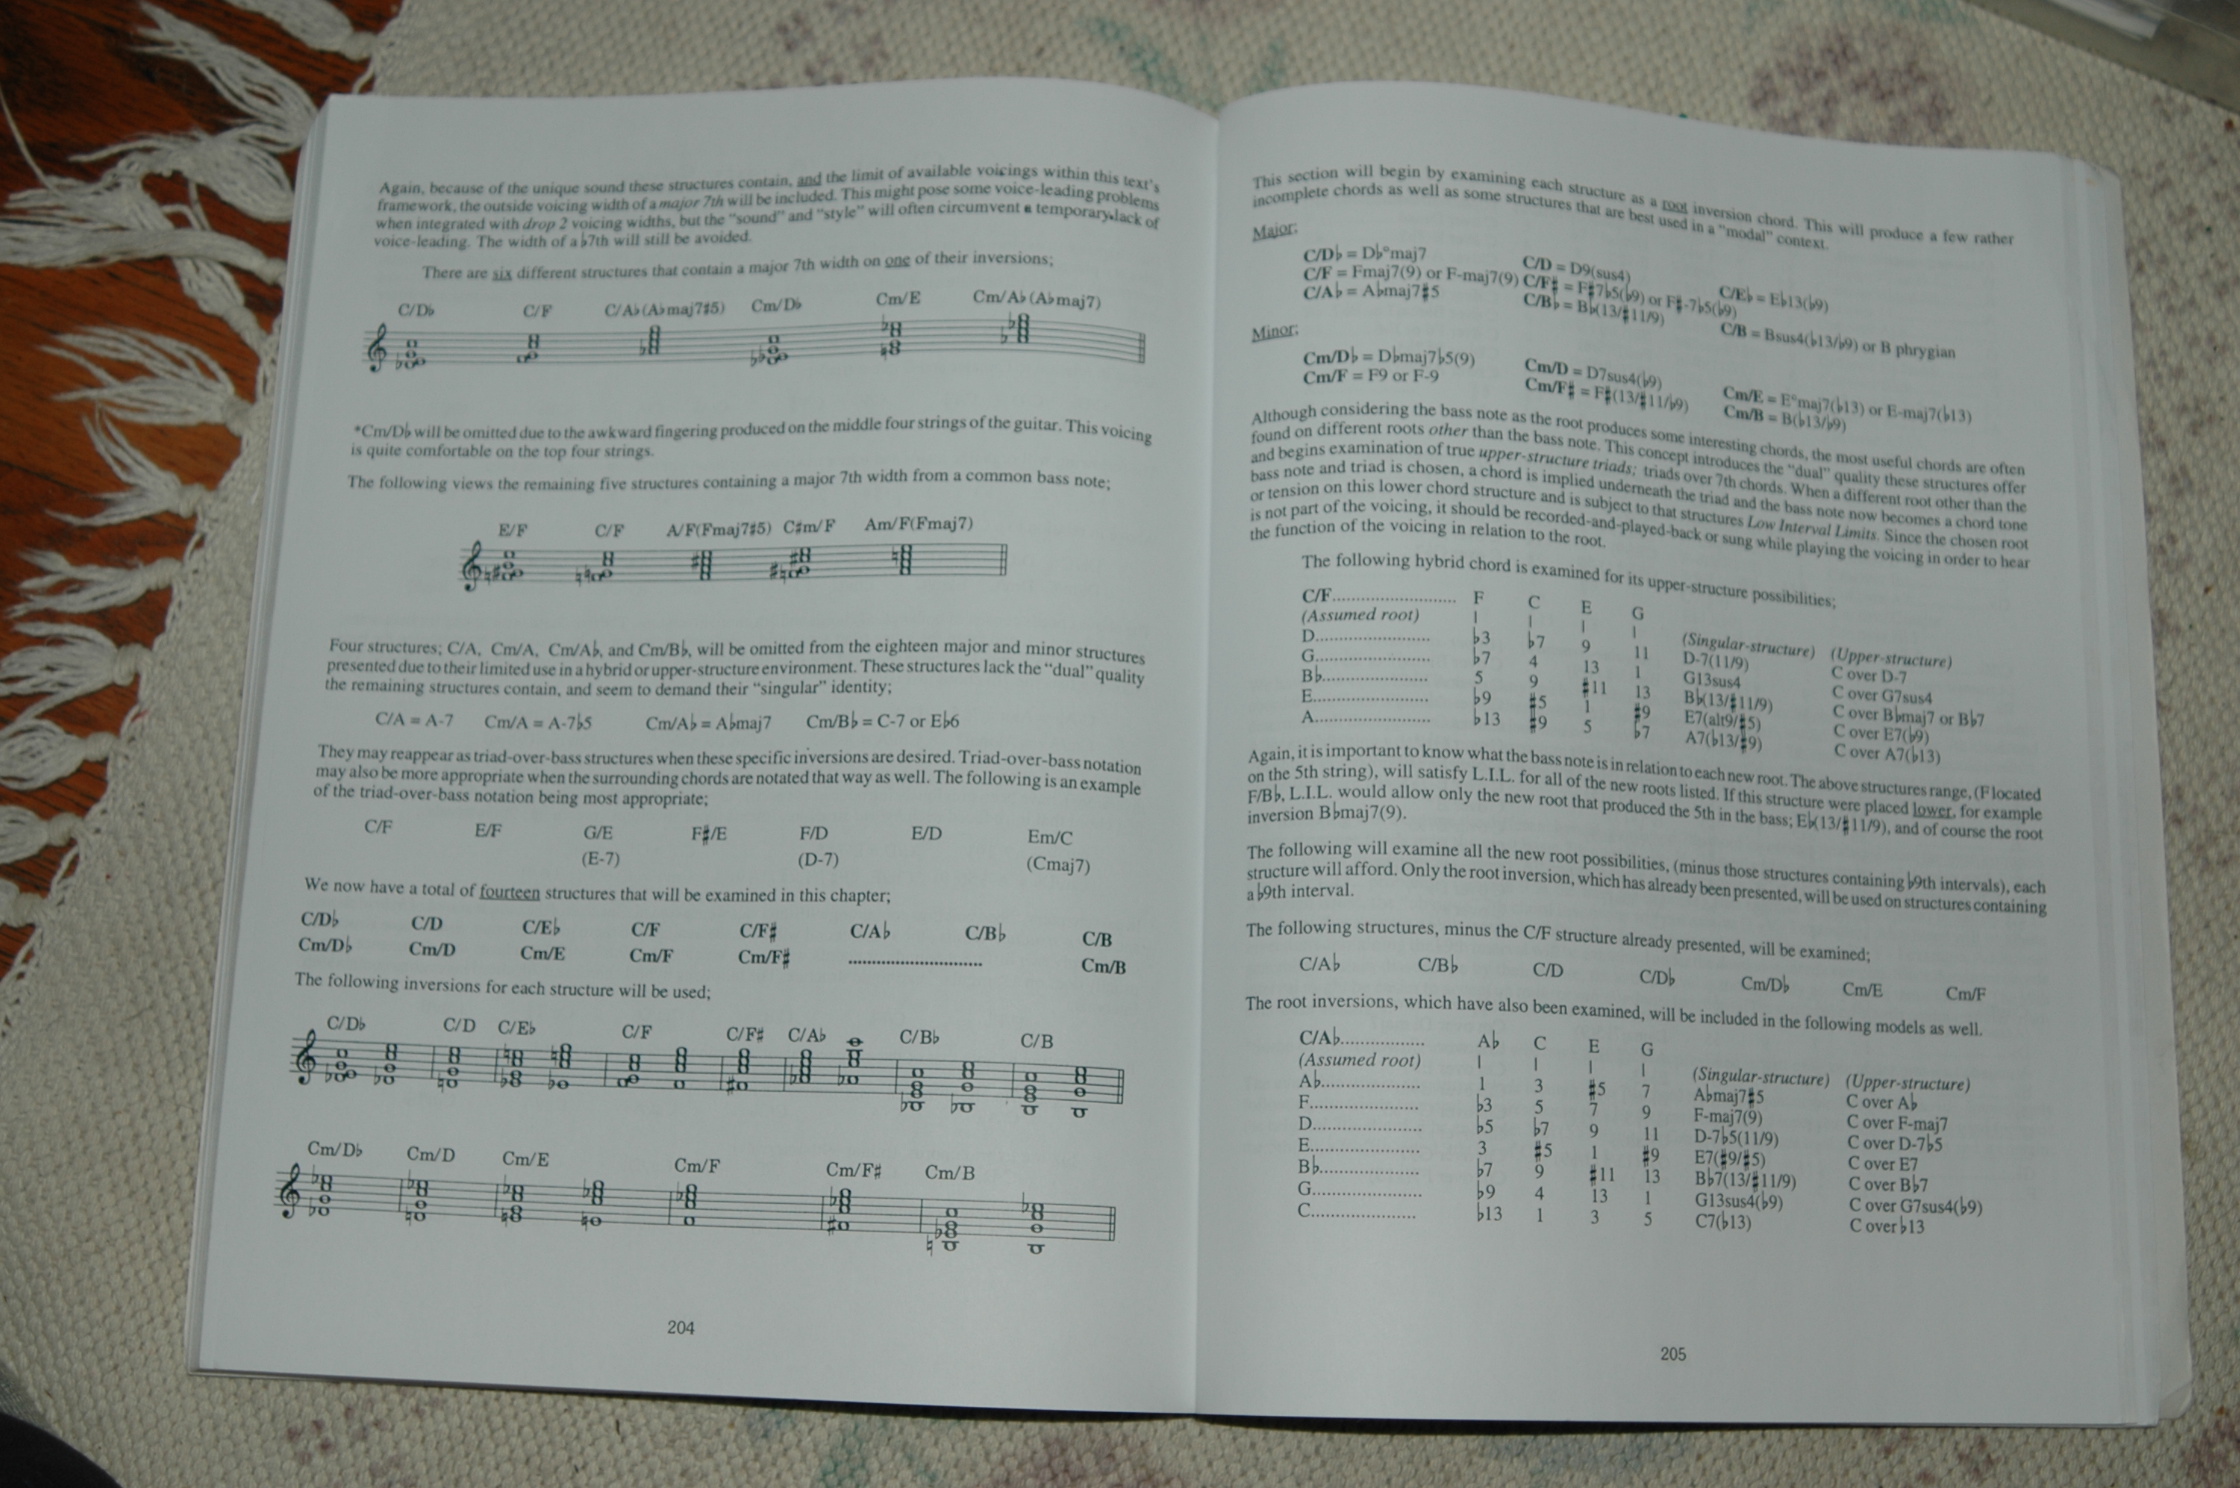 Again, because of the unique sound these structures contain, and the limit of available voicings within this text's
framework, the outside voicing width of a major 7th will be included. This might pose some voice-leading problems
when integrated with drop 2 voicing widths, but the "sound" and "style" will often circumvent a temporary lack of
voice-leading. The width of a ♭7th will still be avoided.
There are six different structures that contain a major 7th width on one of their inversions;
C/D♭ C/F C/A♭ (A♭maj7♯5) Cm/D♭ Cm/E Cm/A♭ (A♭maj7)
*Cm/D♭ will be omitted due to the awkward fingering produced on the middle four strings of the guitar. This voicing
is quite comfortable on the top four strings.
The following views the remaining five structures containing a major 7th width from a common bass note;
E/F C/F A/F(Fmaj7♯5) C♯m/F Am/F(Fmaj7)
Four structures; C/A, Cm/A, Cm/A♭, and Cm/B♭, will be omitted from the eighteen major and minor structures
presented due to their limited use in a hybrid or upper-structure environment. These structures lack the "dual" quality
the remaining structures contain, and seem to demand their "singular" identity;
C/A = A-7 Cm/A = A-7♭5 Cm/A♭ = A♭maj7 Cm/B♭ = C-7 or E♭6
They may reappear as triad-over-bass structures when these specific inversions are desired. Triad-over-bass notation
may also be more appropriate when the surrounding chords are notated that way as well. The following is an example
of the triad-over-bass notation being most appropriate;
C/F E/F G/E F♯/E F/D E/D Em/C
(E-7) (D-7) (Cmaj7)
We now have a total of fourteen structures that will be examined in this chapter;
C/D♭ C/D C/E♭ C/F C/F♯ C/A♭ C/B♭ C/B
Cm/D♭ Cm/D Cm/E Cm/F Cm/F♯ ............................ Cm/B
The following inversions for each structure will be used;
C/D♭ C/D C/E♭ C/F C/F♯ C/A♭ C/B♭ C/B
Cm/D♭ Cm/D Cm/E Cm/F Cm/F♯ Cm/B
204
This section will begin by examining each structure as a root inversion chord. This will produce a few rather
incomplete chords as well as some structures that are best used in a "modal" context.
Major:
C/D♭ = D♭°maj7 C/D = D9(sus4) C/E♭ = E♭13(♭9)
C/F = Fmaj7(9) or F-maj7(9) C/F♯ = F♯7♭5(♭9) or F♯-7♭5(♭9)
C/A♭ = A♭maj7♯5 C/B♭ = B♭(13/♯11/9) C/B = Bsus4(♭13/♭9) or B phrygian
Minor:
Cm/D♭ = D♭maj7♭5(9) Cm/D = D7sus4(♭9) Cm/E = E°maj7(♭13) or E-maj7(♭13)
Cm/F = F9 or F-9 Cm/F♯ = F♯(13/♯11/♭9) Cm/B = B(♭13/♭9)
Although considering the bass note as the root produces some interesting chords, the most useful chords are often
found on different roots other than the bass note. This concept introduces the "dual" quality these structures offer
and begins examination of true upper-structure triads; triads over 7th chords. When a different root other than the
bass note and triad is chosen, a chord is implied underneath the triad and the bass note now becomes a chord tone
or tension on this lower chord structure and is subject to that structures Low Interval Limits. Since the chosen root
is not part of the voicing, it should be recorded-and-played-back or sung while playing the voicing in order to hear
the function of the voicing in relation to the root.
The following hybrid chord is examined for its upper-structure possibilities;
C/F............................ F C E G
(Assumed root) | | | | (Singular-structure) (Upper-structure)
D.......................... ♭3 ♭7 9 11 D-7(11/9) C over D-7
G.......................... ♭7 4 13 1 G13sus4 C over G7sus4
B♭........................ 5 9 ♯11 13 B♭(13/♯11/9) C over B♭maj7 or B♭7
E.......................... ♭9 ♯5 1 ♯9 E7(alt9/♯5) C over E7(♭9)
A.......................... ♭13 ♯9 5 ♭7 A7(♭13/♯9) C over A7(♭13)
Again, it is important to know what the bass note is in relation to each new root. The above structures range, (F located
on the 5th string), will satisfy L.I.L. for all of the new roots listed. If this structure were placed lower, for example
F/B♭, L.I.L. would allow only the new root that produced the 5th in the bass; E♭(13/♯11/9), and of course the root
inversion B♭maj7(9).
The following will examine all the new root possibilities, (minus those structures containing ♭9th intervals), each
structure will afford. Only the root inversion, which has already been presented, will be used on structures containing
a ♭9th interval.
The following structures, minus the C/F structure already presented, will be examined;
C/A♭ C/B♭ C/D C/D♭ Cm/D♭ Cm/E Cm/F
The root inversions, which have also been examined, will be included in the following models as well.
C/A♭................. A♭ C E G
(Assumed root) | | | | (Singular-structure) (Upper-structure)
A♭...................... 1 3 ♯5 7 A♭maj7♯5 C over A♭
F........................ ♭3 5 7 9 F-maj7(9) C over F-maj7
D........................ ♭5 ♭7 9 11 D-7♭5(11/9) C over D-7♭5
E........................ 3 ♯5 1 ♯9 E7(♯9/♯5) C over E7
B♭...................... ♭7 9 ♯11 13 B♭7(13/♯11/9) C over B♭7
G........................ ♭9 4 13 1 G13sus4(♭9) C over G7sus4(♭9)
C........................ ♭13 1 3 5 C7(♭13) C over ♭13
205